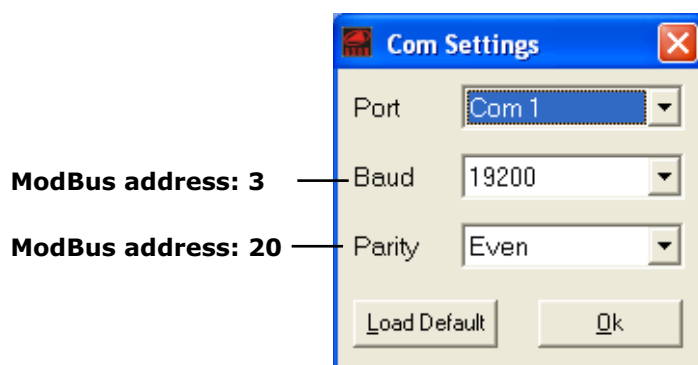 Com Settings
Port Com 1
ModBus address: 3 Baud 19200
ModBus address: 20 Parity Even
Load Default Ok